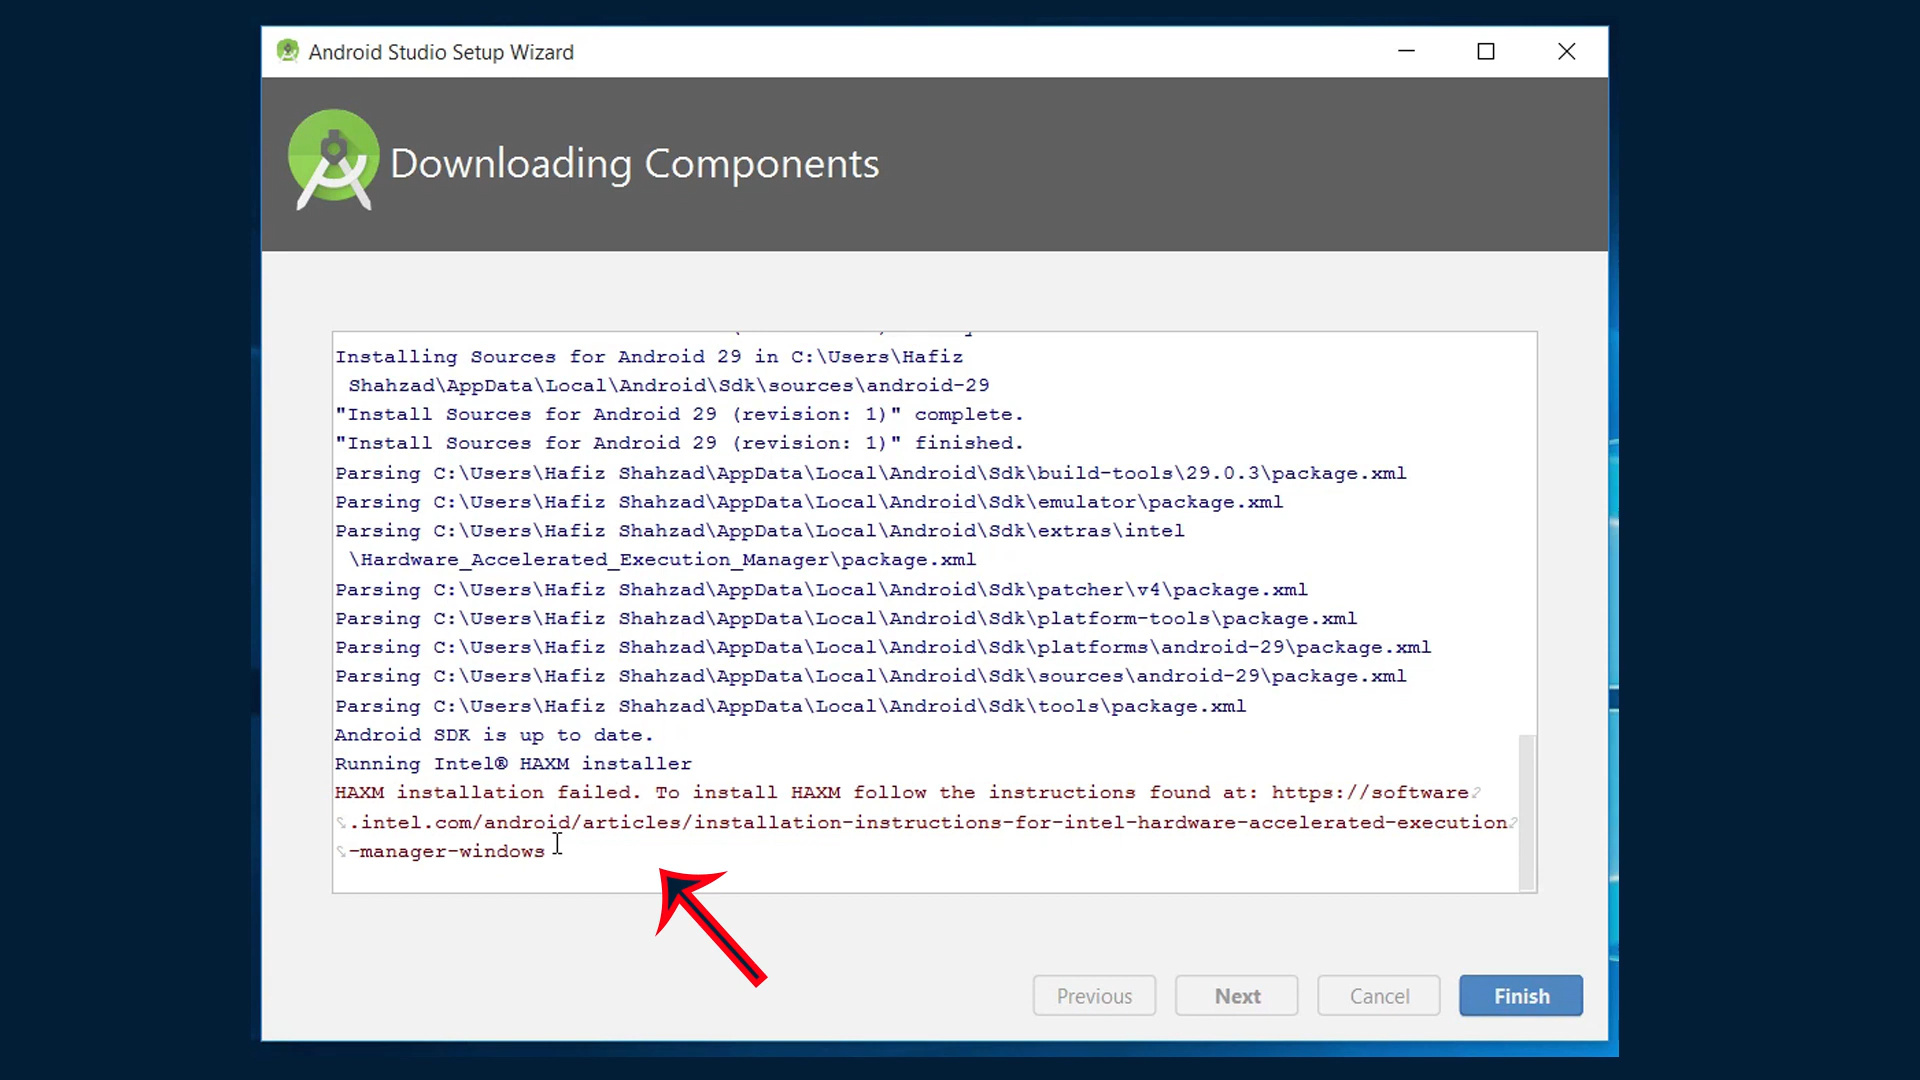 Android Studio Setup Wizard
Downloading Components
Installing Sources for Android 29 in C:\Users\Hafiz
Shahzad\AppData\Local\Android\Sdk\sources\android-29
"Install Sources for Android 29 (revision: 1)" complete.
"Install Sources for Android 29 (revision: 1)" finished.
Parsing C:\Users\Hafiz Shahzad\AppData\Local\Android\Sdk\build-tools\29.0.3\package.xml
Parsing C:\Users\Hafiz Shahzad\AppData\Local\Android\Sdk\emulator\package.xml
Parsing C:\Users\Hafiz Shahzad\AppData\Local\Android\Sdk\extras\intel
\Hardware_Accelerated_Execution_Manager\package.xml
Parsing C:\Users\Hafiz Shahzad\AppData\Local\Android\Sdk\patcher\v4\package.xml
Parsing C:\Users\Hafiz Shahzad\AppData\Local\Android\Sdk\platform-tools\package.xml
Parsing C:\Users\Hafiz Shahzad\AppData\Local\Android\Sdk\platforms\android-29\package.xml
Parsing C:\Users\Hafiz Shahzad\AppData\Local\Android\Sdk\sources\android-29\package.xml
Parsing C:\Users\Hafiz Shahzad\AppData\Local\Android\Sdk\tools\package.xml
Android SDK is up to date.
Running Intel® HAXM installer
HAXM installation failed. To install HAXM follow the instructions found at: https://software
.intel.com/android/articles/installation-instructions-for-intel-hardware-accelerated-execution
-manager-windows
Previous
Next
Cancel
Finish